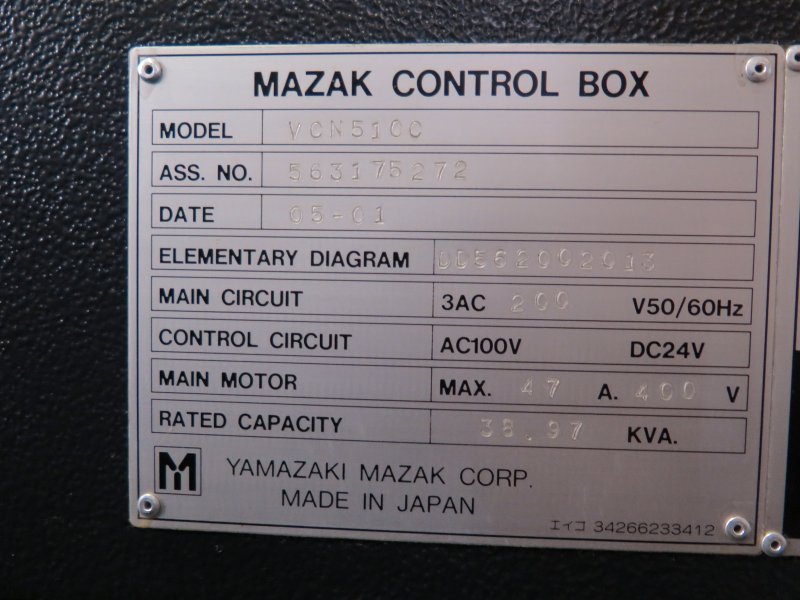 MAZAK CONTROL BOX
MODEL VCN510C
ASS. NO. 563175272
DATE 05-01
ELEMENTARY DIAGRAM DD562002013
MAIN CIRCUIT 3AC 200 V50/60Hz
CONTROL CIRCUIT AC100V DC24V
MAIN MOTOR MAX. 47 A. 400 V
RATED CAPACITY 38.97 KVA.
M YAMAZAKI MAZAK CORP.
MADE IN JAPAN
エイコ 34266233412